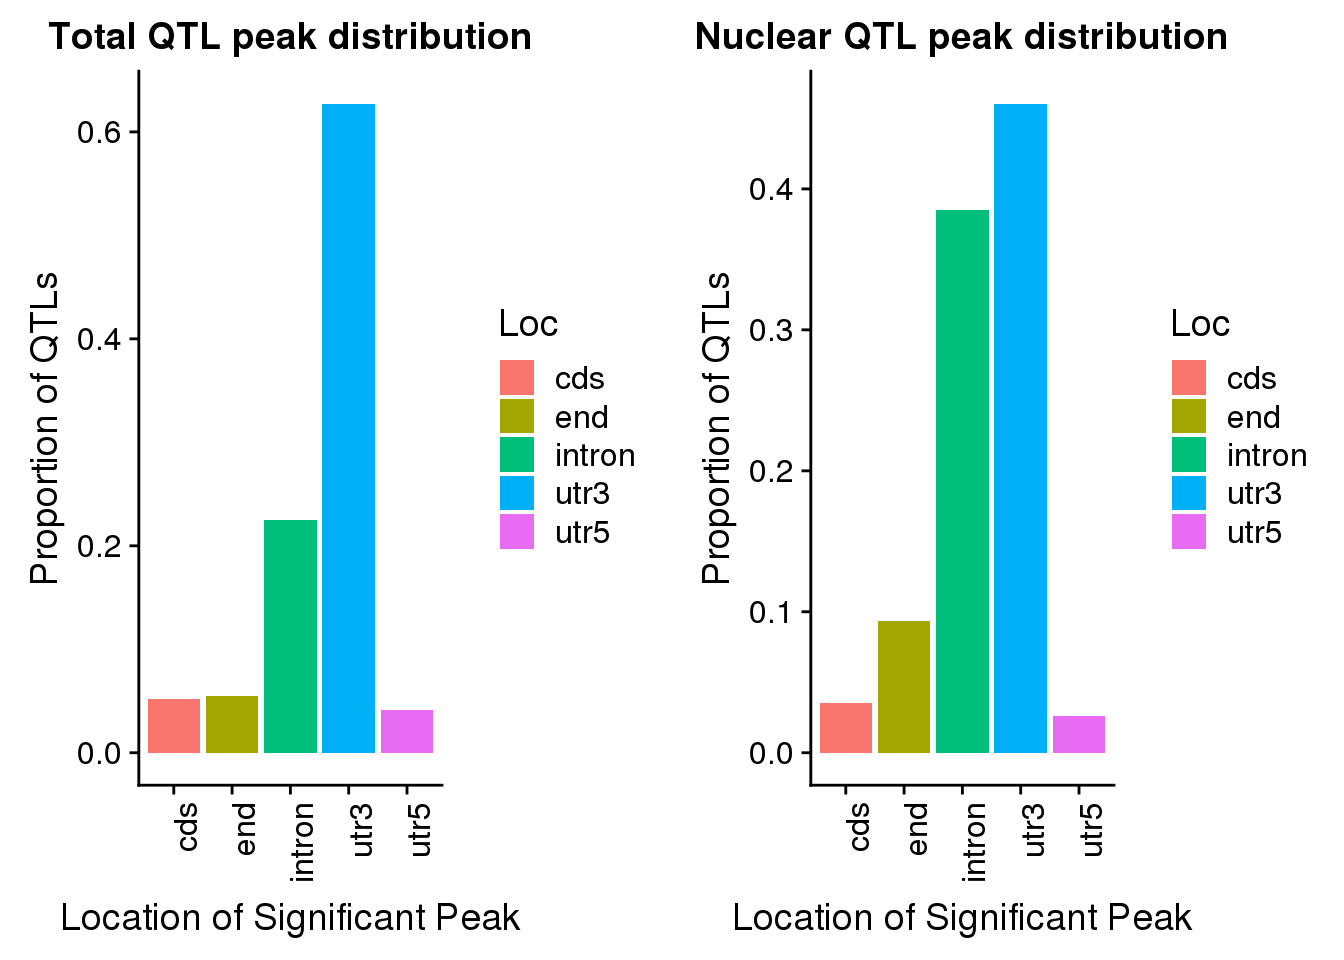 Total QTL peak distribution
Proportion of QTLs
0.6
0.4
0.2
0.0
cds
end
intron
utr3
utr5
Location of Significant Peak
Loc
cds
end
intron
utr3
utr5
Nuclear QTL peak distribution
Proportion of QTLs
0.4
0.3
0.2
0.1
0.0
cds
end
intron
utr3
utr5
Location of Significant Peak
Loc
cds
end
intron
utr3
utr5